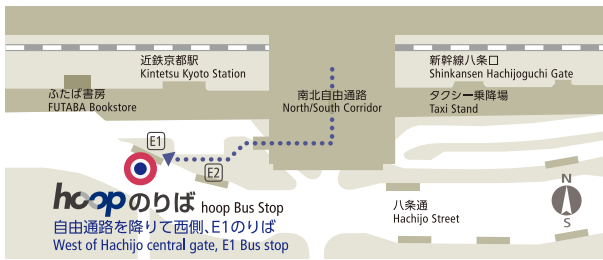 近鉄京都駅
Kintetsu Kyoto Station
新幹線八条口
Shinkansen Hachijoguchi Gate
ふたば書房
FUTABA Bookstore
南北自由通路
North/South Corridor
タクシー乗降場
Taxi Stand
E1
E2
hoopのりば hoop Bus Stop
自由通路を降りて西側、E1のりば
West of Hachijo central gate, E1 Bus stop
八条通
Hachijo Street
N
S